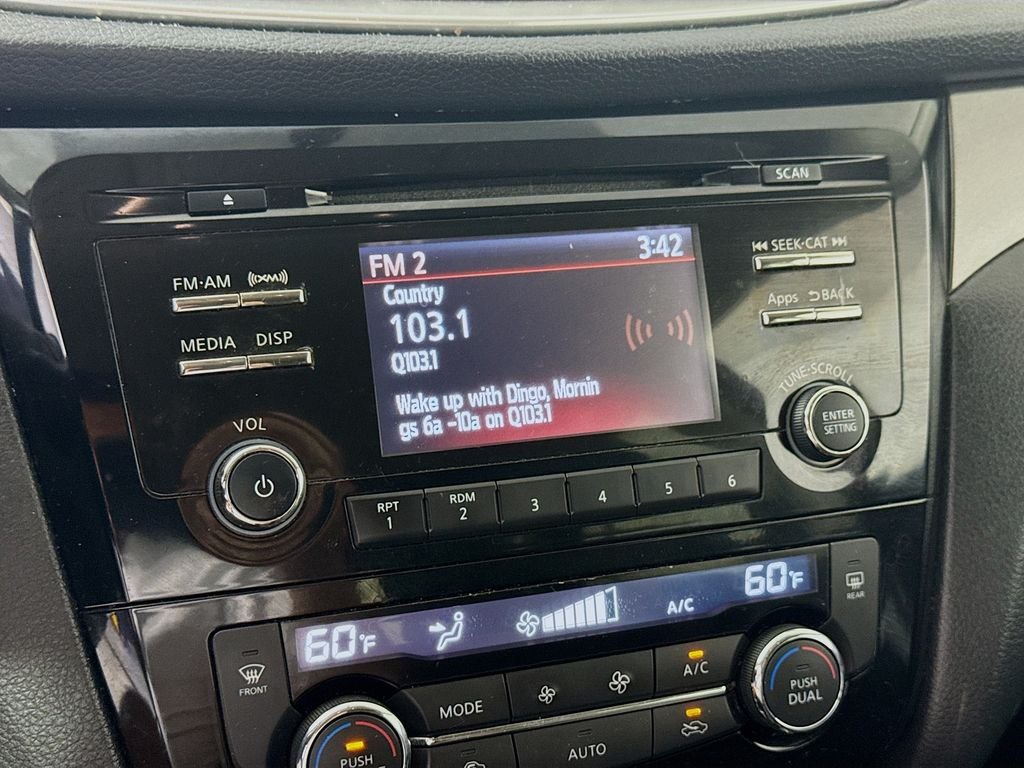 SCAN
FM·AM
((XM))
SEEK·CAT
MEDIA
DISP
FM 2
3:42
Country
103.1
Q103.1
Wake up with Dingo, Mornin
gs 6a -10a on Q103.1
Apps
BACK
TUNE·SCROLL
ENTER
SETTING
VOL
RPT
1
RDM
2
3
4
5
6
60°F
A/C
60°F
FRONT
REAR
MODE
A/C
PUSH
DUAL
AUTO
PUSH